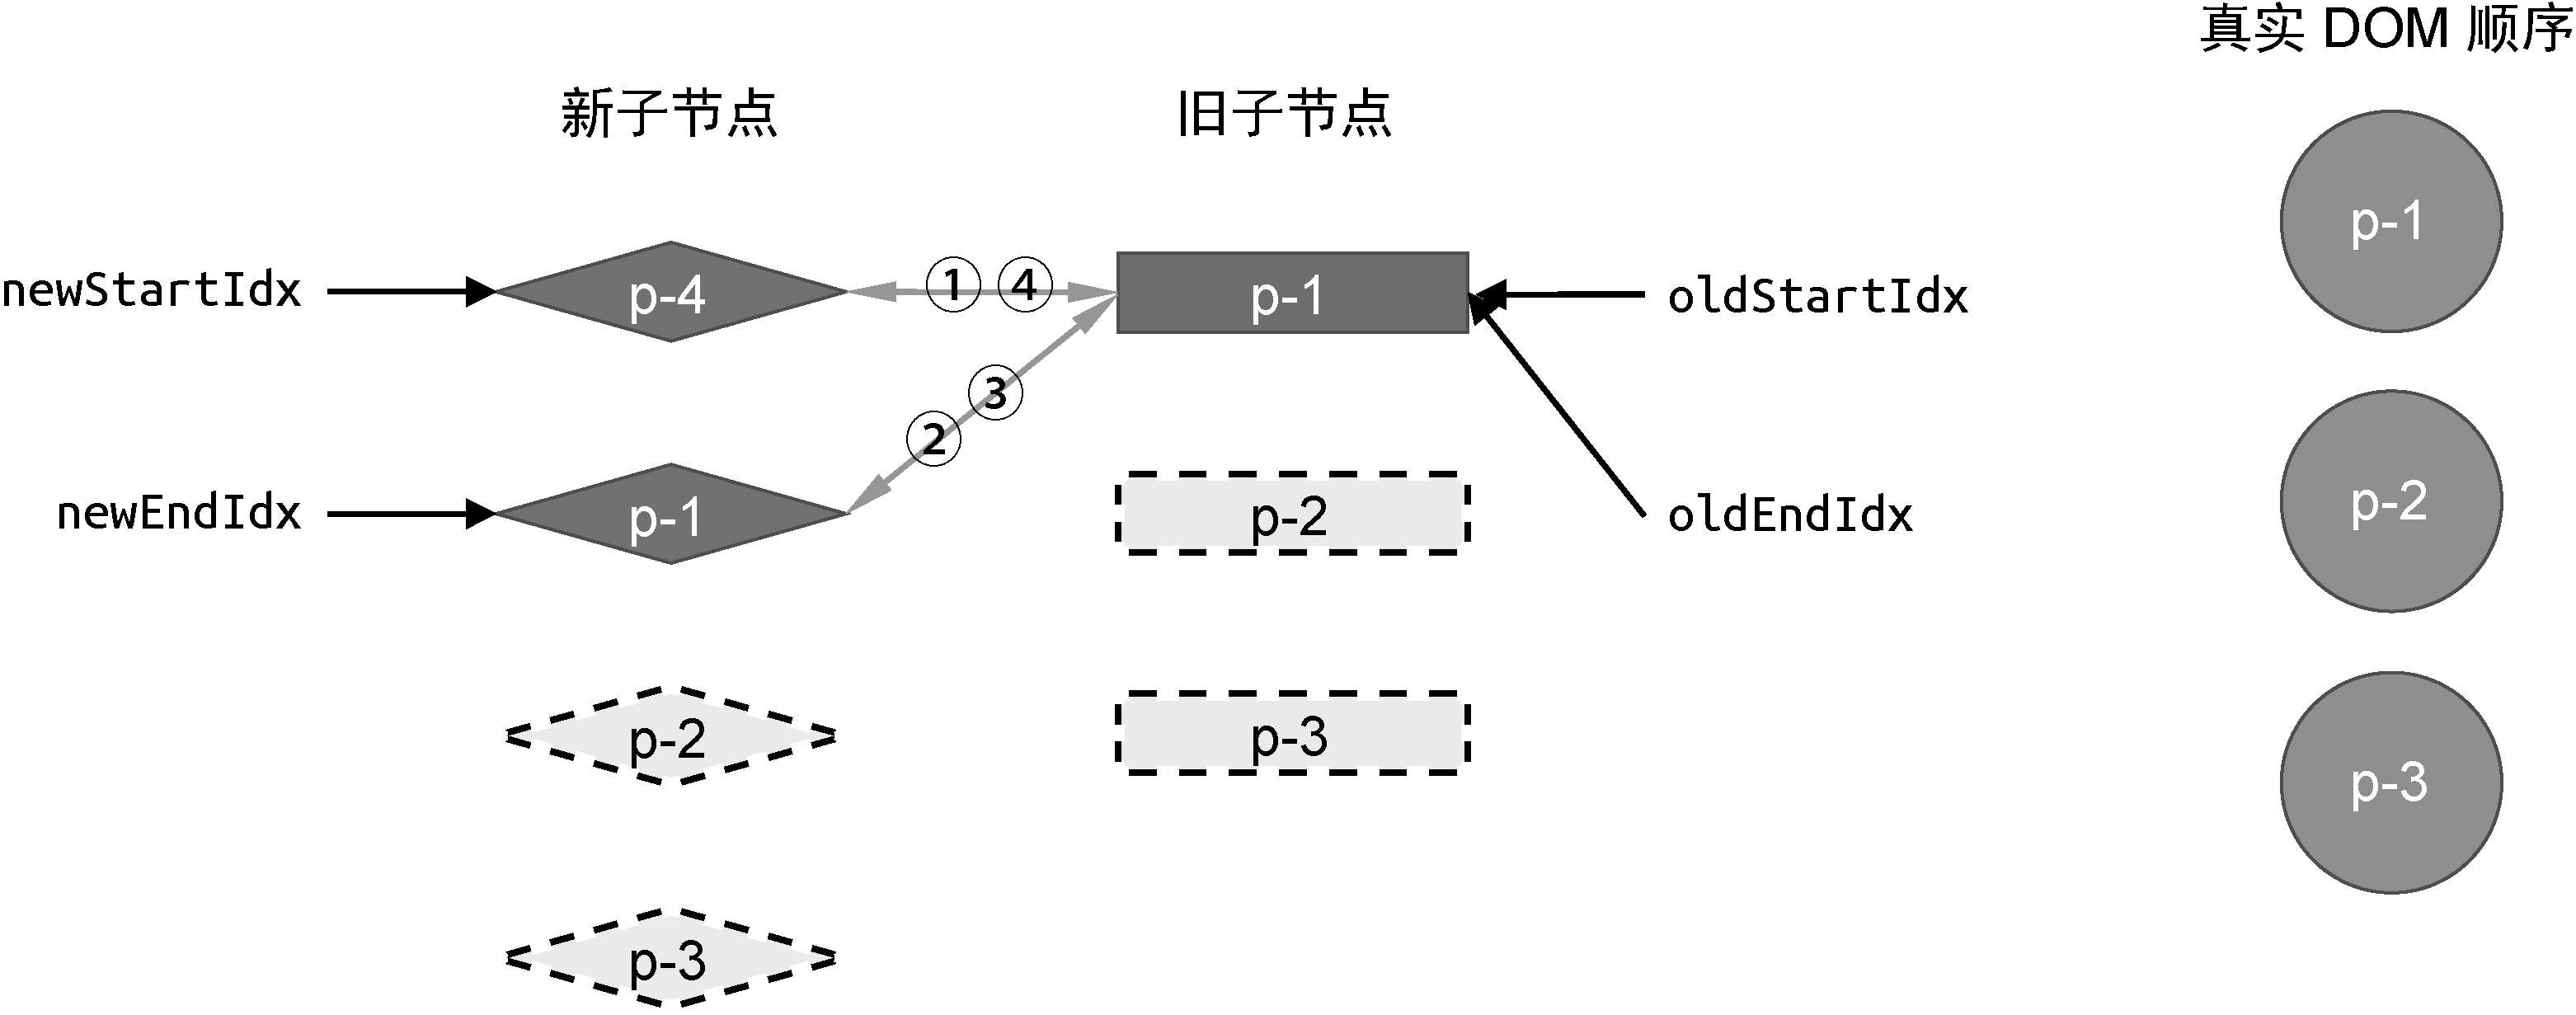 真实 DOM 顺序
新子节点
旧子节点
newStartIdx
p-4
①
④
p-1
oldStartIdx
p-1
③
②
newEndIdx
p-1
p-2
oldEndIdx
p-2
p-2
p-3
p-3
p-3